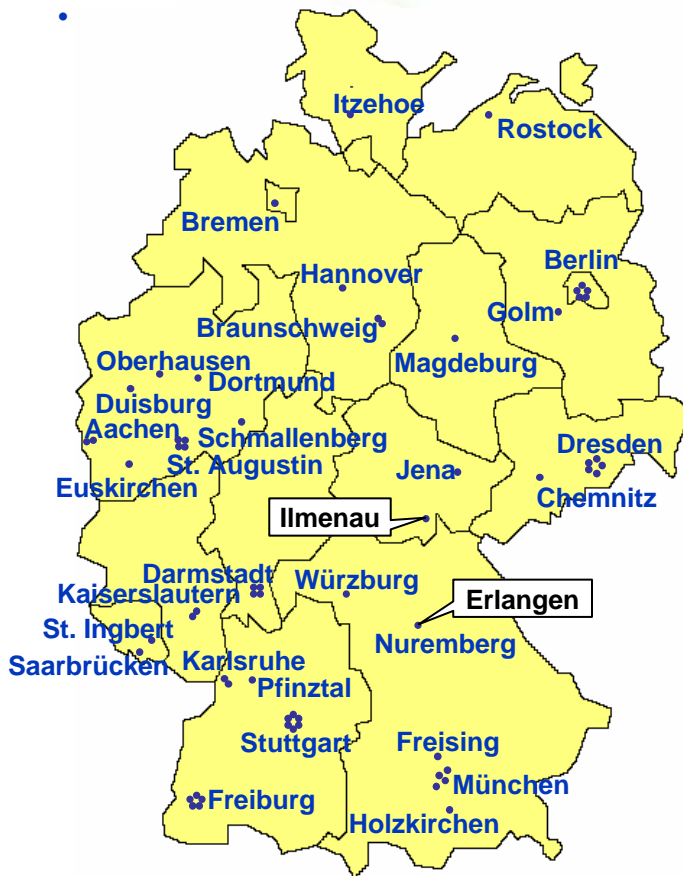 Itzehoe
Rostock
Bremen
Berlin
Hannover
Golm
Braunschweig
Magdeburg
Oberhausen
Dortmund
Duisburg
Aachen
Schmallenberg
St. Augustin
Euskirchen
Dresden
Jena
Chemnitz
Ilmenau
Darmstadt
Würzburg
Kaiserslautern
Erlangen
St. Ingbert
Nuremberg
Saarbrücken
Karlsruhe
Pfinztal
Stuttgart
Freising
München
Freiburg
Holzkirchen